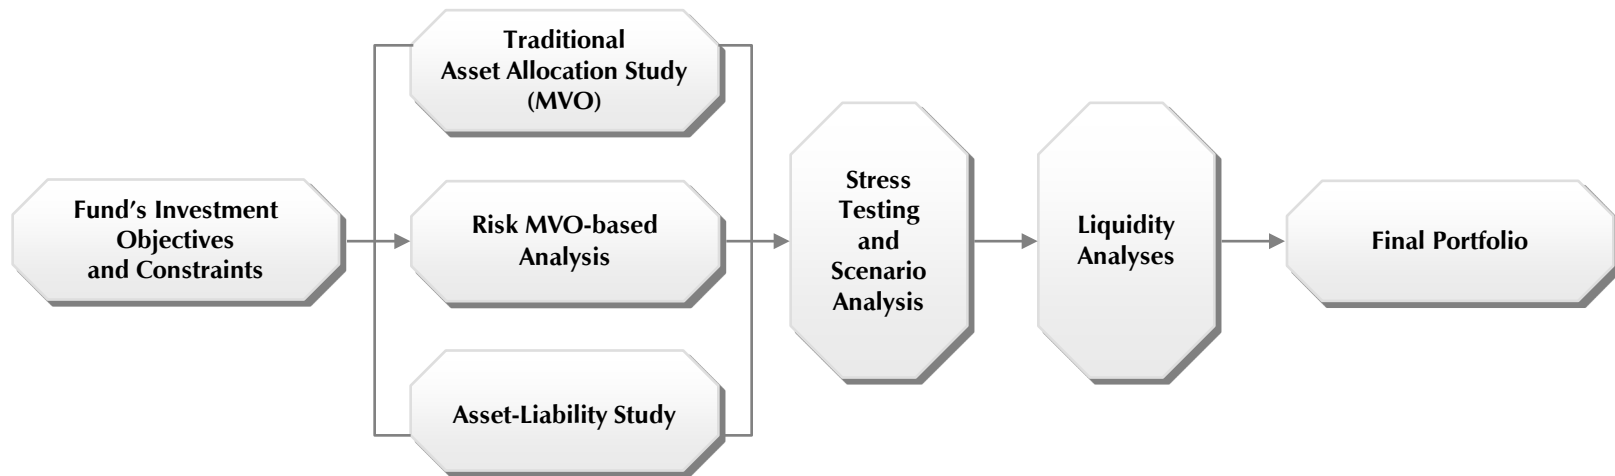 Fund's Investment
Objectives
and Constraints
Traditional
Asset Allocation Study
(MVO)
Risk MVO-based
Analysis
Asset-Liability Study
Stress
Testing
and
Scenario
Analysis
Liquidity
Analyses
Final Portfolio